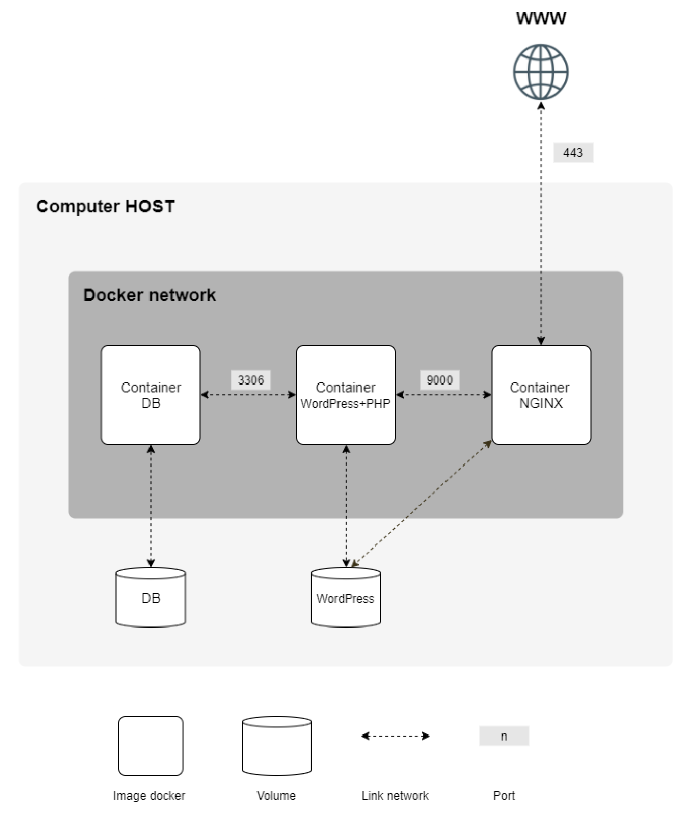 WWW
443
Computer HOST
Docker network
Container
DB
3306
Container
WordPress+PHP
9000
Container
NGINX
DB
WordPress
n
Image docker
Volume
Link network
Port